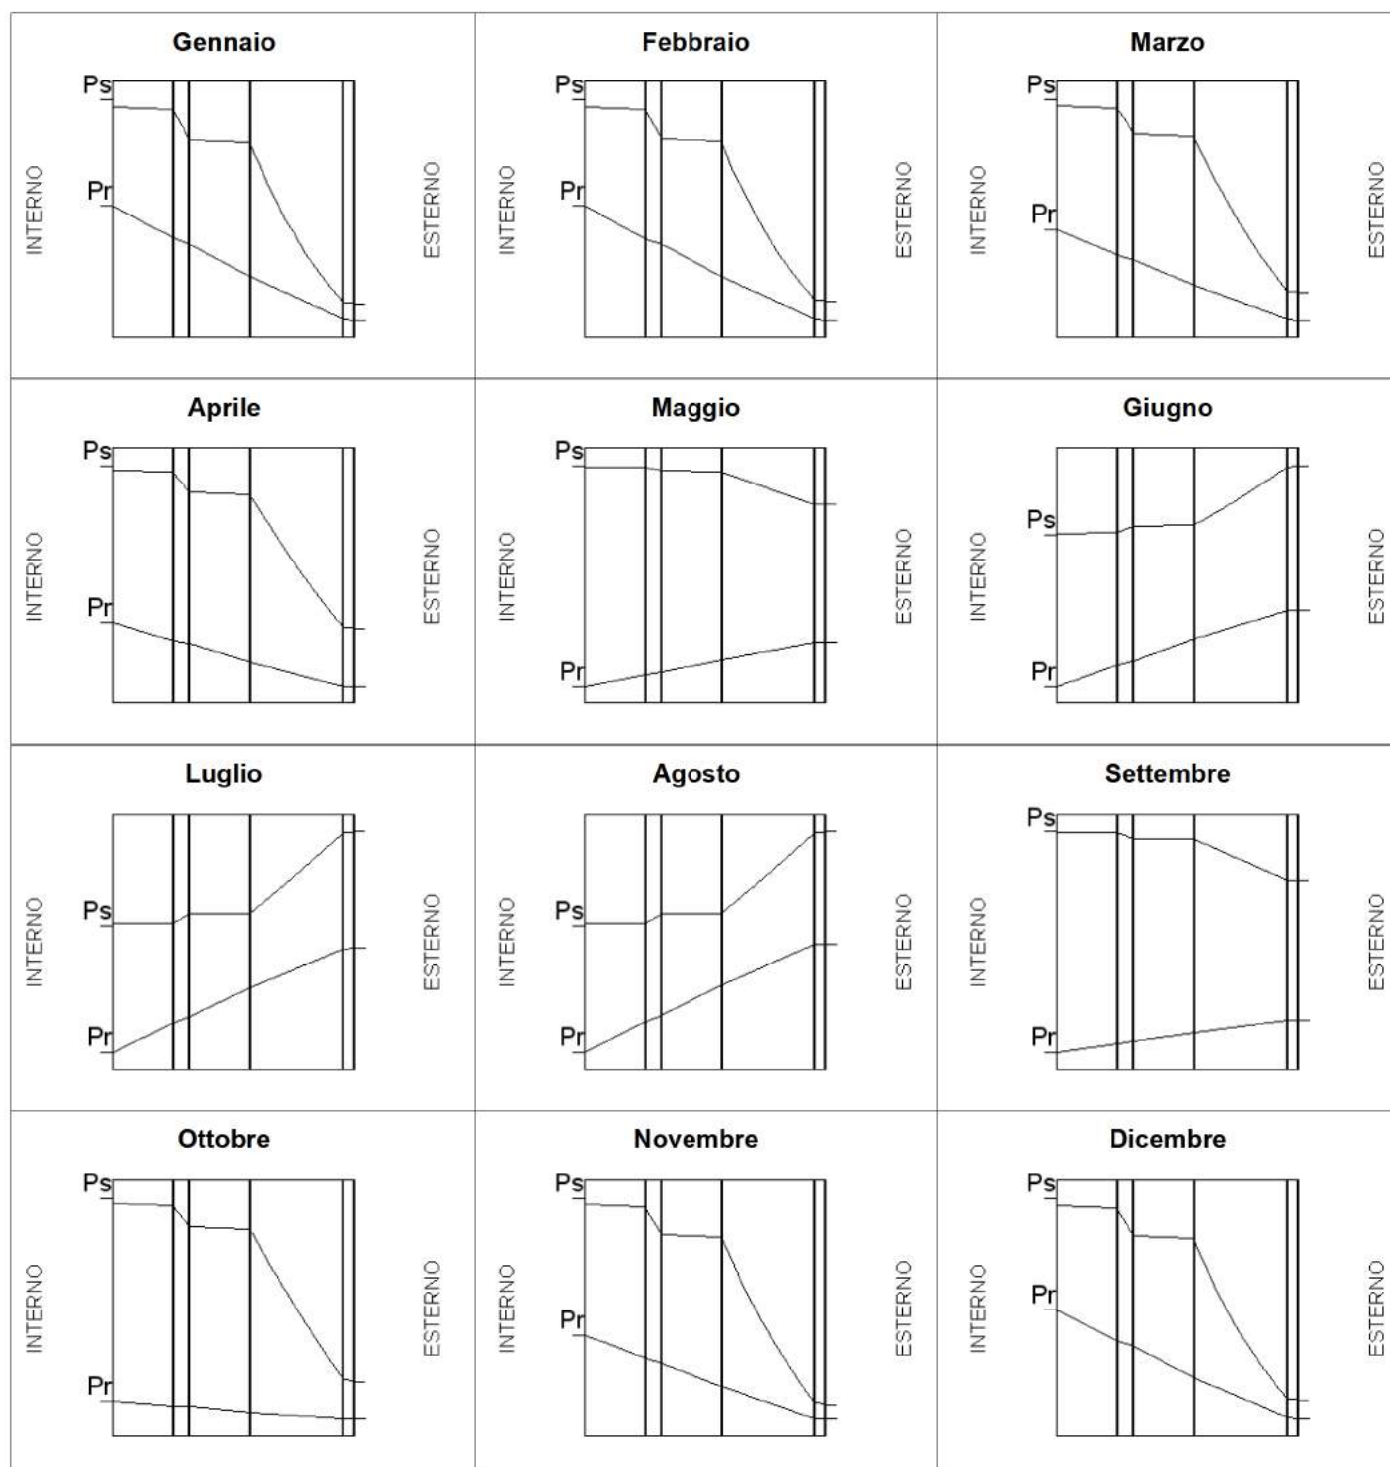 Gennaio
Ps
Pr
INTERNO
ESTERNO
Febbraio
Ps
Pr
INTERNO
ESTERNO
Marzo
Ps
Pr
INTERNO
ESTERNO
Aprile
Ps
Pr
INTERNO
ESTERNO
Maggio
Ps
Pr
INTERNO
ESTERNO
Giugno
Ps
Pr
INTERNO
ESTERNO
Luglio
Ps
Pr
INTERNO
ESTERNO
Agosto
Ps
Pr
INTERNO
ESTERNO
Settembre
Ps
Pr
INTERNO
ESTERNO
Ottobre
Ps
Pr
INTERNO
ESTERNO
Novembre
Ps
Pr
INTERNO
ESTERNO
Dicembre
Ps
Pr
INTERNO
ESTERNO